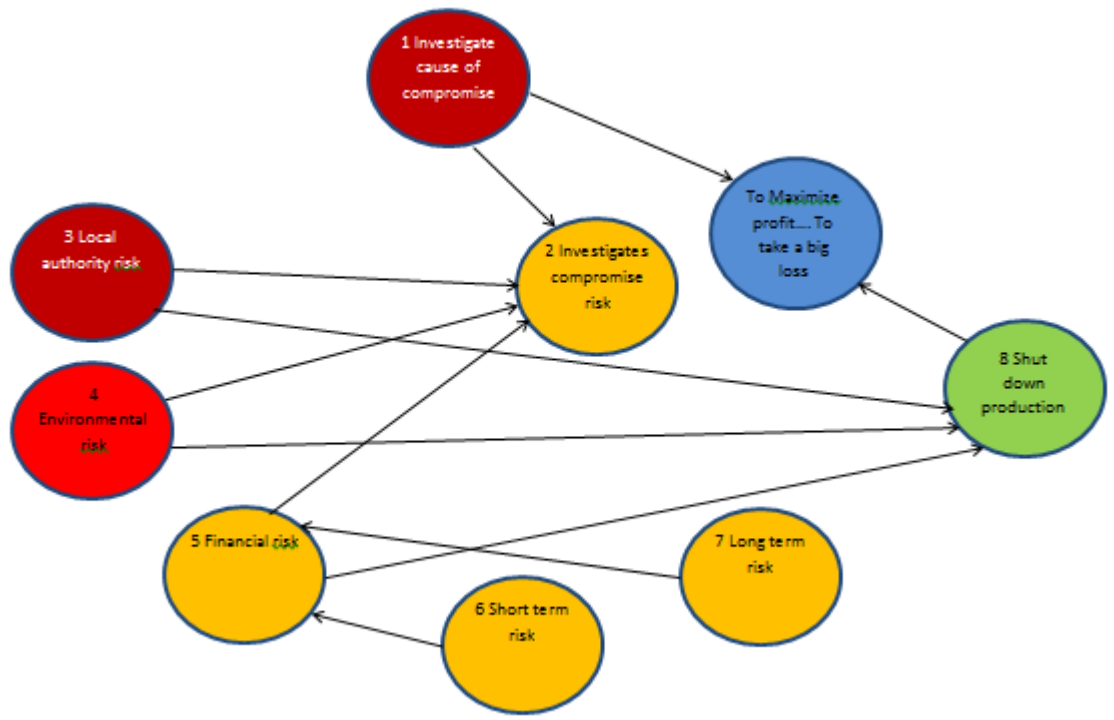 1 Investigate
cause of
compromise
To Maximize
profit.... To
take a big
loss
3 Local
authority risk
2 Investigates
compromise
risk
8 Shut
down
production
4
Environmental
risk
5 Financial risk
7 Long term
risk
6 Short term
risk